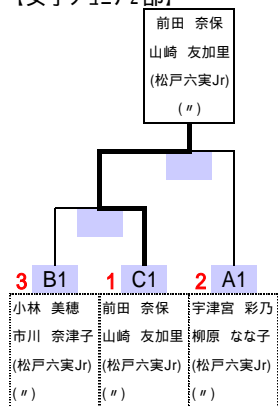 前田 奈保
山崎 友加里
(松戸六実Jr)
(〃)
3 B1 1 C1 2 A1
小林 美穂
市川 奈津子
(松戸六実Jr)
(〃)
前田 奈保
山崎 友加里
(松戸六実Jr)
(〃)
宇津宮 彩乃
柳原 なな子
(松戸六実Jr)
(〃)